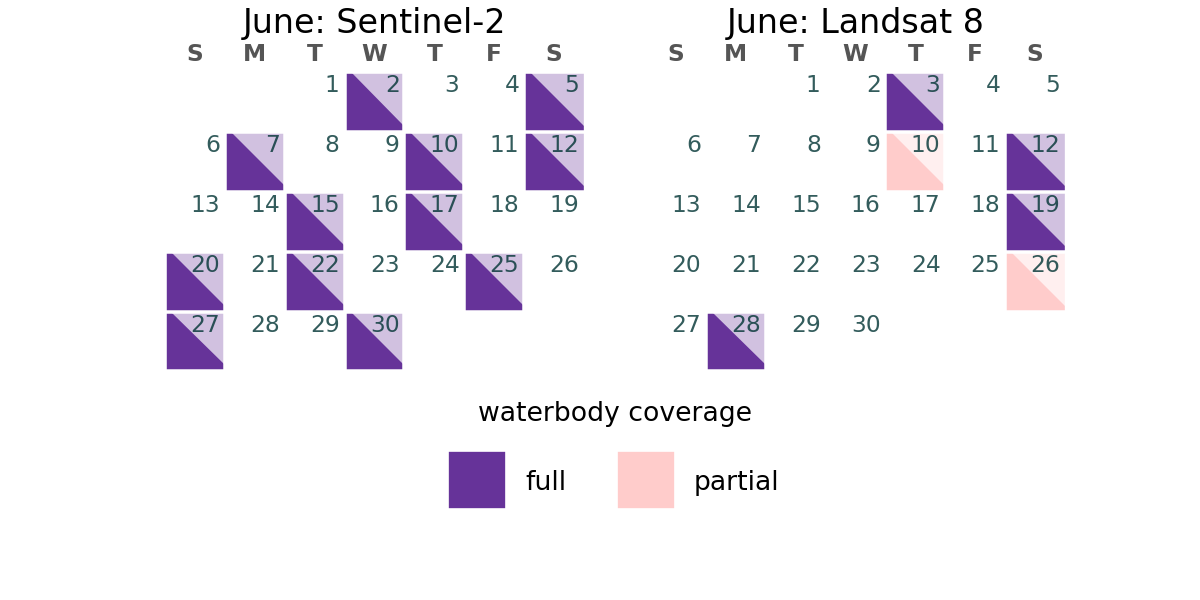 June: Sentinel-2
S M T W T F S
1 2 3 4 5
6 7 8 9 10 11 12
13 14 15 16 17 18 19
20 21 22 23 24 25 26
27 28 29 30
June: Landsat 8
S M T W T F S
1 2 3 4 5
6 7 8 9 10 11 12
13 14 15 16 17 18 19
20 21 22 23 24 25 26
27 28 29 30
waterbody coverage
full partial